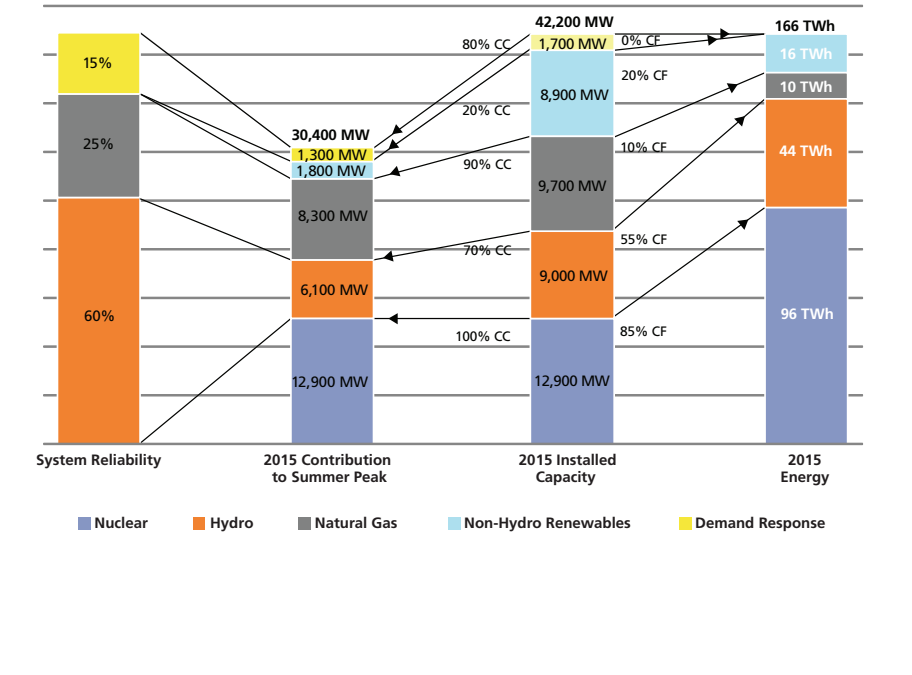 42,200 MW
166 TWh
80% CC
1,700 MW
0% CF
16 TWh
15%
20% CF
10 TWh
8,900 MW
20% CC
30,400 MW
25%
1,300 MW
10% CF
44 TWh
90% CC
1,800 MW
9,700 MW
8,300 MW
70% CC
55% CF
9,000 MW
6,100 MW
60%
96 TWh
100% CC
85% CF
12,900 MW
12,900 MW
System Reliability
2015 Contribution
to Summer Peak
2015 Installed
Capacity
2015
Energy
Nuclear
Hydro
Natural Gas
Non-Hydro Renewables
Demand Response